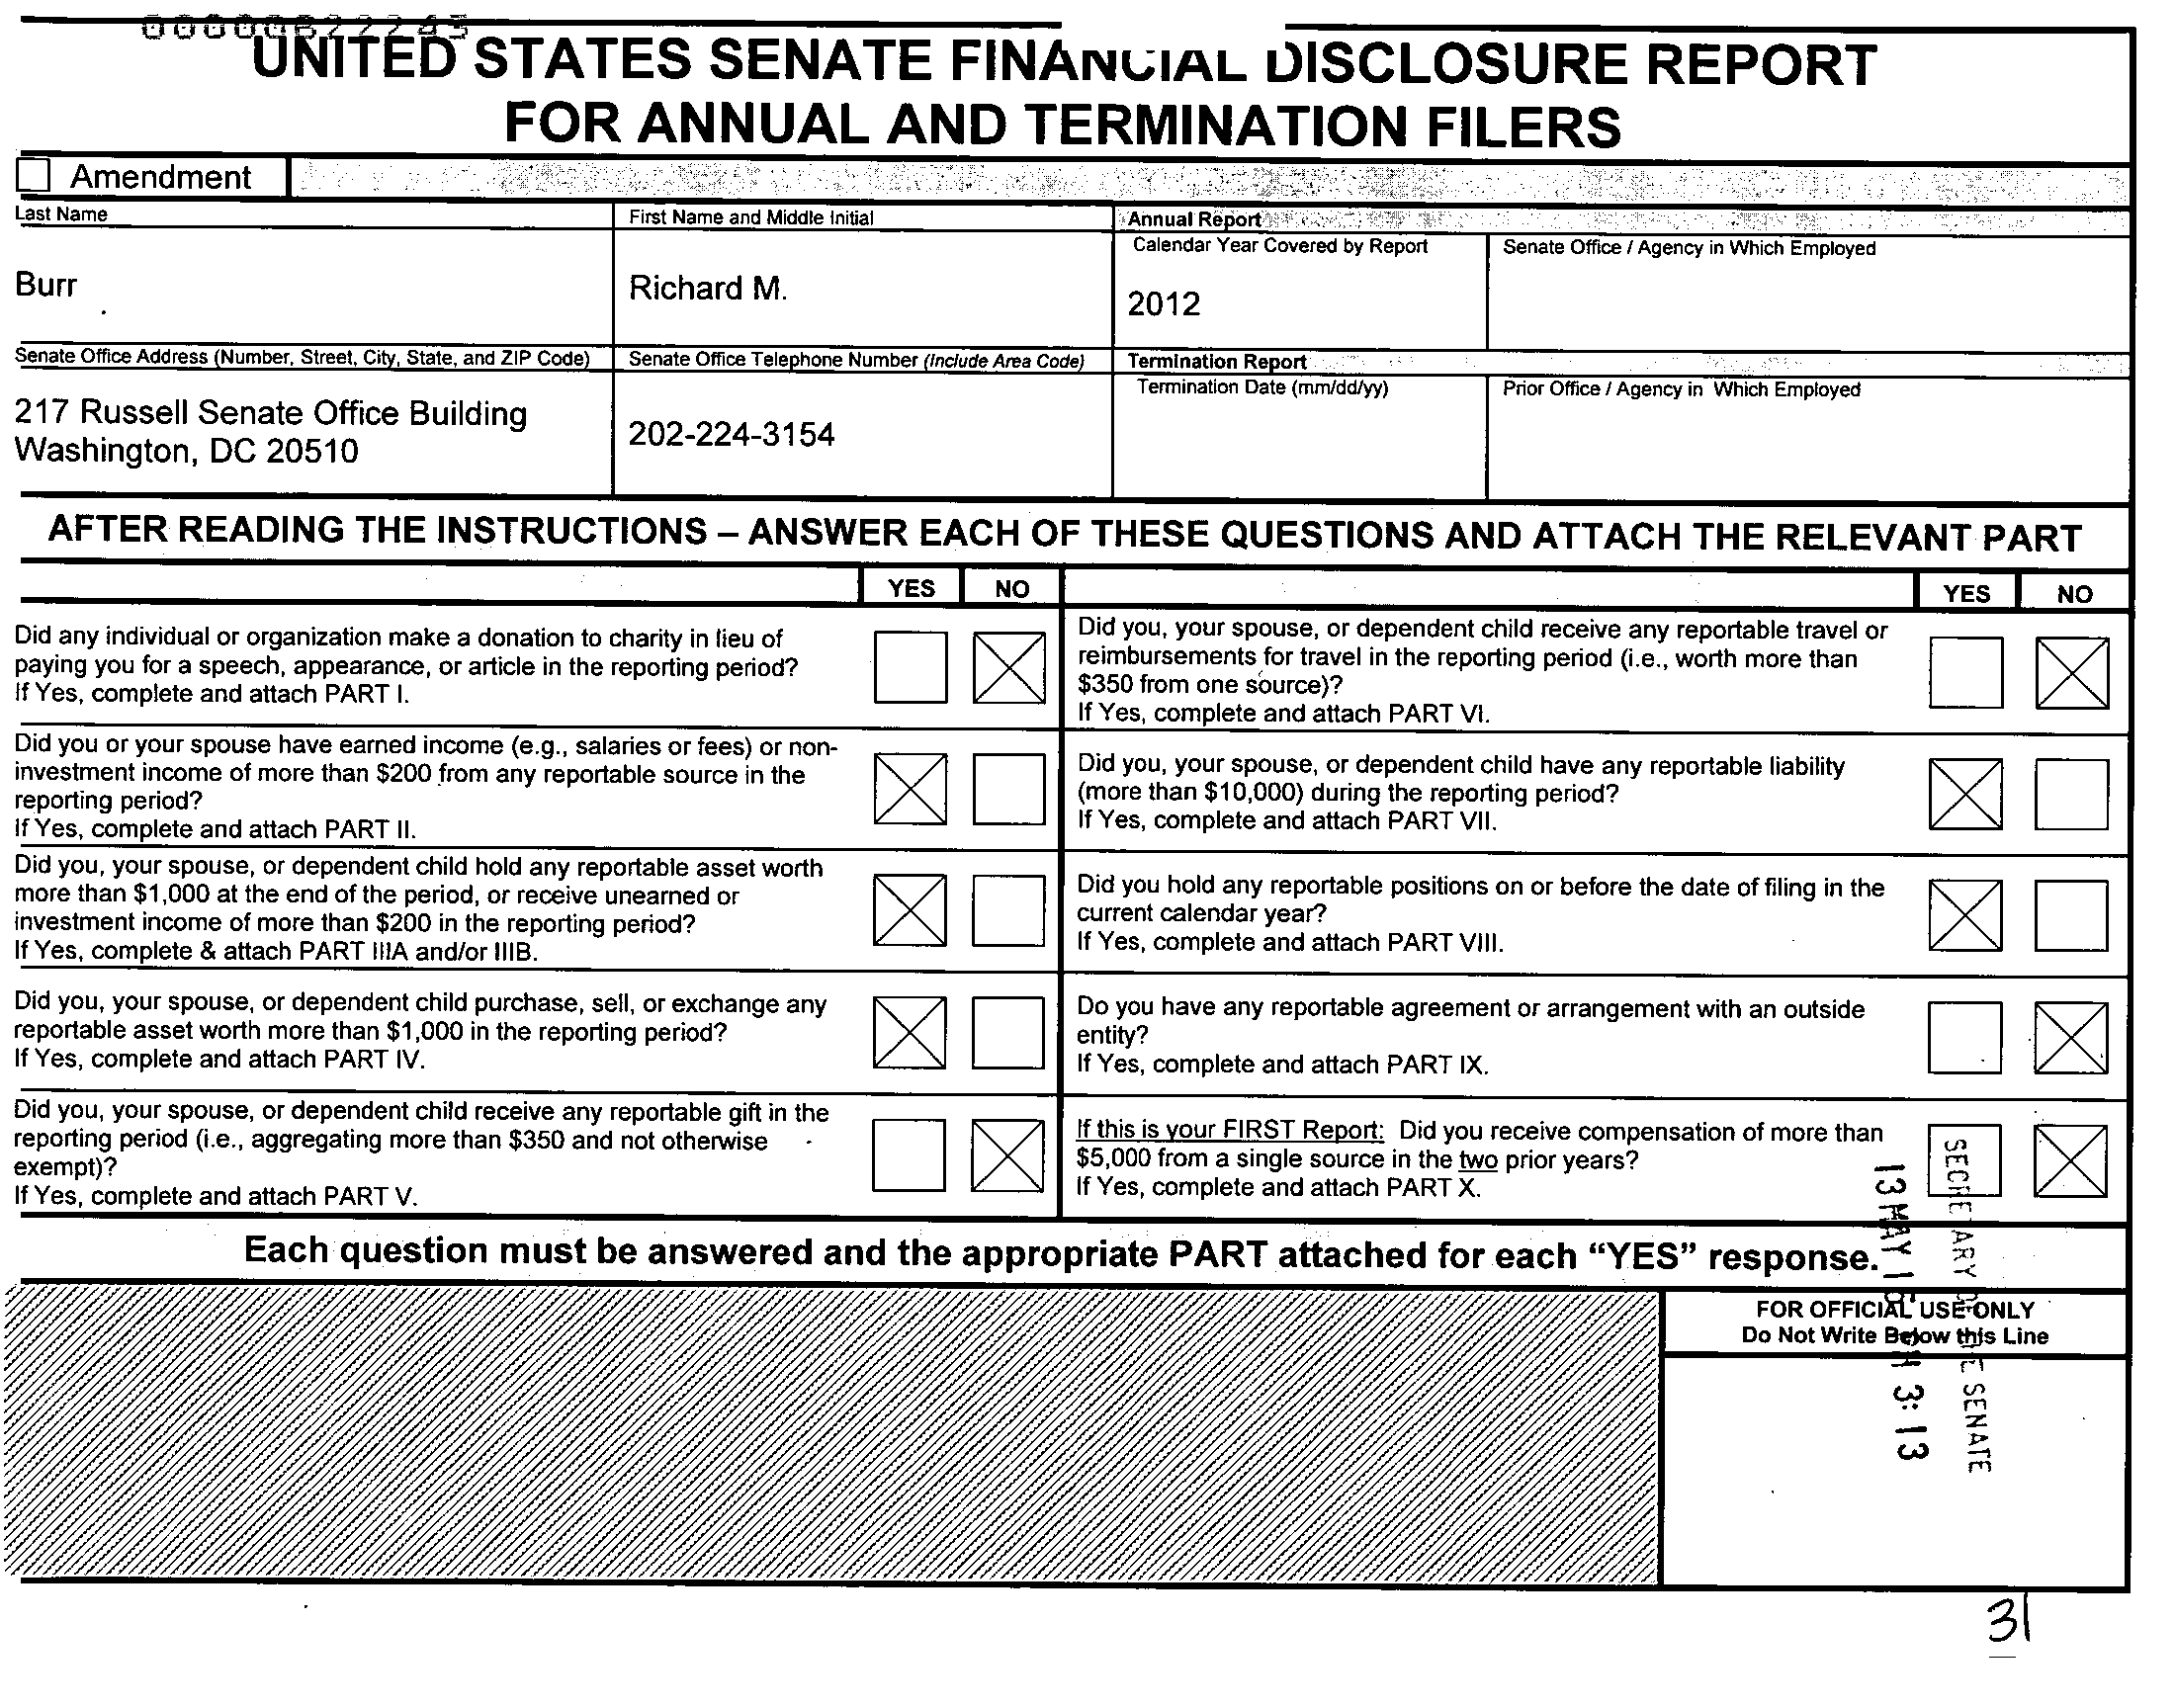 UNITED STATES SENATE FINANCIAL DISCLOSURE REPORT
FOR ANNUAL AND TERMINATION FILERS
Amendment
Last Name
First Name and Middle Initial
Annual Report
Calendar Year Covered by Report
Senate Office / Agency in Which Employed
Burr
Richard M.
2012
Senate Office Address (Number, Street, City, State, and ZIP Code)
Senate Office Telephone Number (Include Area Code)
Termination Report
Termination Date (mm/dd/yy)
Prior Office / Agency in Which Employed
217 Russell Senate Office Building
Washington, DC 20510
202-224-3154
AFTER READING THE INSTRUCTIONS – ANSWER EACH OF THESE QUESTIONS AND ATTACH THE RELEVANT PART
YES NO
YES NO
Did any individual or organization make a donation to charity in lieu of
paying you for a speech, appearance, or article in the reporting period?
If Yes, complete and attach PART I.
Did you, your spouse, or dependent child receive any reportable travel or
reimbursements for travel in the reporting period (i.e., worth more than
$350 from one source)?
If Yes, complete and attach PART VI.
Did you or your spouse have earned income (e.g., salaries or fees) or non-
investment income of more than $200 from any reportable source in the
reporting period?
If Yes, complete and attach PART II.
Did you, your spouse, or dependent child have any reportable liability
(more than $10,000) during the reporting period?
If Yes, complete and attach PART VII.
Did you, your spouse, or dependent child hold any reportable asset worth
more than $1,000 at the end of the period, or receive unearned or
investment income of more than $200 in the reporting period?
If Yes, complete & attach PART IIIA and/or IIIB.
Did you hold any reportable positions on or before the date of filing in the
current calendar year?
If Yes, complete and attach PART VIII.
Did you, your spouse, or dependent child purchase, sell, or exchange any
reportable asset worth more than $1,000 in the reporting period?
If Yes, complete and attach PART IV.
Do you have any reportable agreement or arrangement with an outside
entity?
If Yes, complete and attach PART IX.
Did you, your spouse, or dependent child receive any reportable gift in the
reporting period (i.e., aggregating more than $350 and not otherwise
exempt)?
If Yes, complete and attach PART V.
If this is your FIRST Report: Did you receive compensation of more than
$5,000 from a single source in the two prior years?
If Yes, complete and attach PART X.
Each question must be answered and the appropriate PART attached for each “YES” response.
FOR OFFICIAL USE ONLY
Do Not Write Below this Line
SECRETARY SENATE
13 MAY 3:13
31